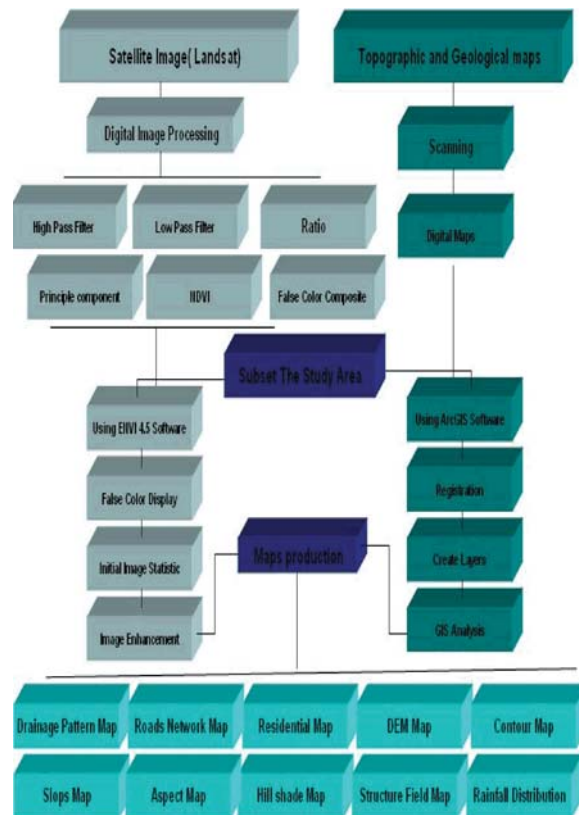 Satellite Image( Landsat)
Topographic and Geological maps
Digital Image Processing
Scanning
High Pass Filter
Low Pass Filter
Ratio
Digital Maps
Principle component
NDVI
False Color Composite
Subset The Study Area
Using ENVI 4.5 Software
Using ArcGIS Software
False Color Display
Registration
Initial Image Statistic
Maps production
Create Layers
Image Enhancement
GIS Analysis
Drainage Pattern Map
Roads Network Map
Residential Map
DEM Map
Contour Map
Slops Map
Aspect Map
Hill shade Map
Structure Field Map
Rainfall Distribution